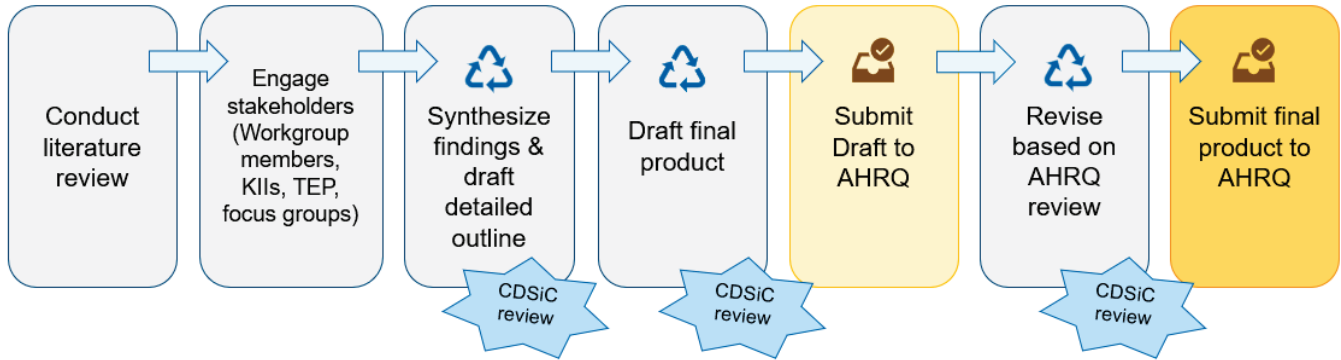 Conduct
literature
review
Engage
stakeholders
(Workgroup
members,
KIIs, TEP,
focus groups)
Synthesize
findings &
draft
detailed
outline
CDSiC
review
Draft final
product
CDSiC
review
Submit
Draft to
AHRQ
Revise
based on
AHRQ
review
CDSiC
review
Submit final
product to
AHRQ